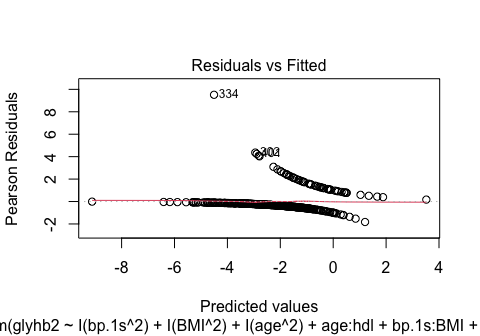 Residuals vs Fitted
Pearson Residuals
8
6
4
2
-2
334
302
-8 -6 -4 -2 0 2 4
Predicted values
m(glyhb2 ~ I(bp.1s^2) + I(BMI^2) + I(age^2) + age:hdl + bp.1s:BMI +